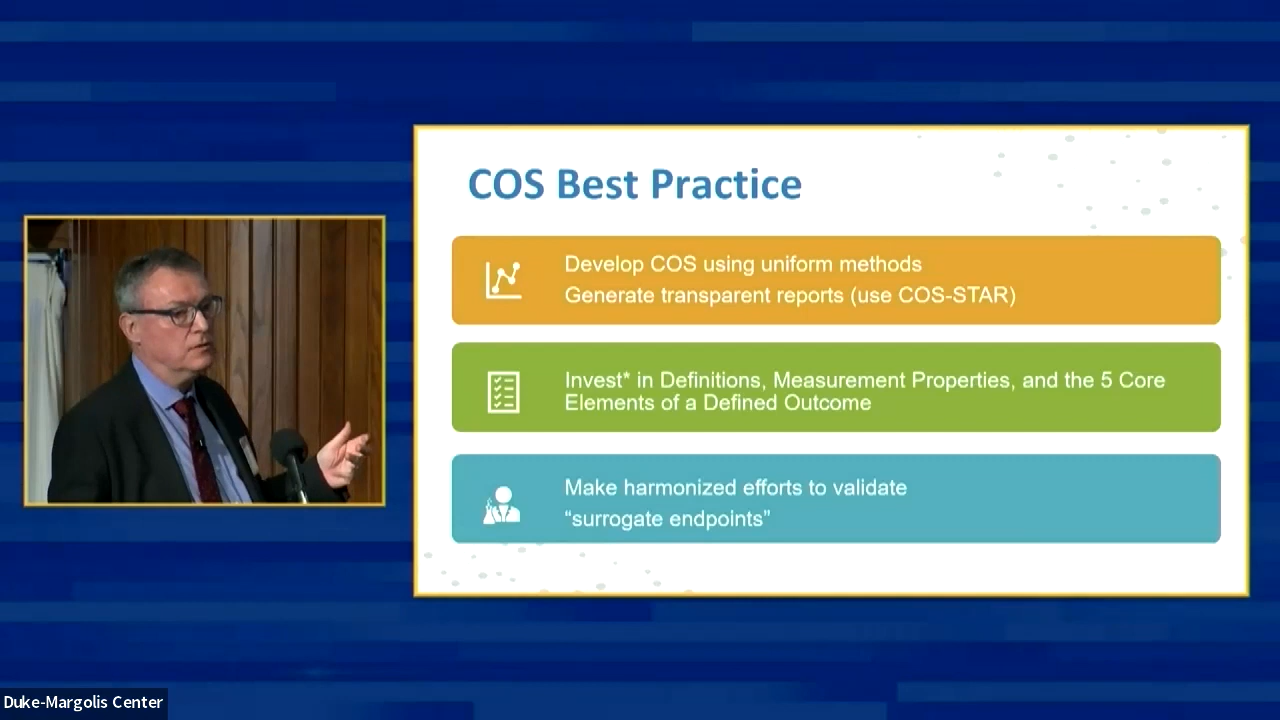 COS Best Practice
Develop COS using uniform methods
Generate transparent reports (use COS-STAR)
Invest* in Definitions, Measurement Properties, and the 5 Core
Elements of a Defined Outcome
Make harmonized efforts to validate
“surrogate endpoints”
Duke-Margolis Center